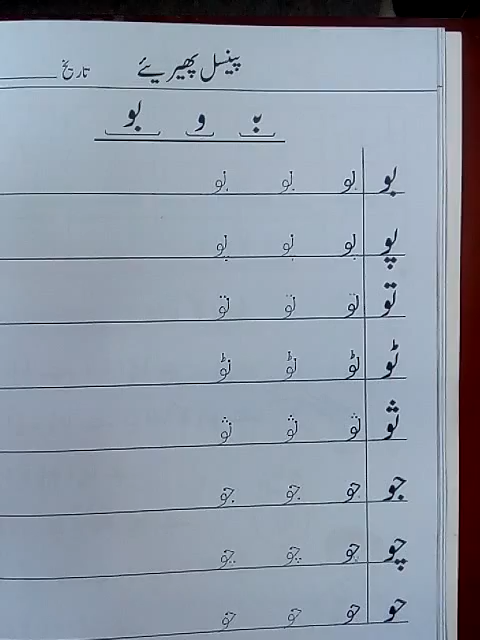 پینسل پھیریئے تاریخ
ب و بو
بو بو بو بو
پو پو پو پو
تو تو تو تو
ٹو ٹو ٹو ٹو
ثو ثو ثو ثو
جو جو جو جو
چو چو چو چو
حو حو حو حو